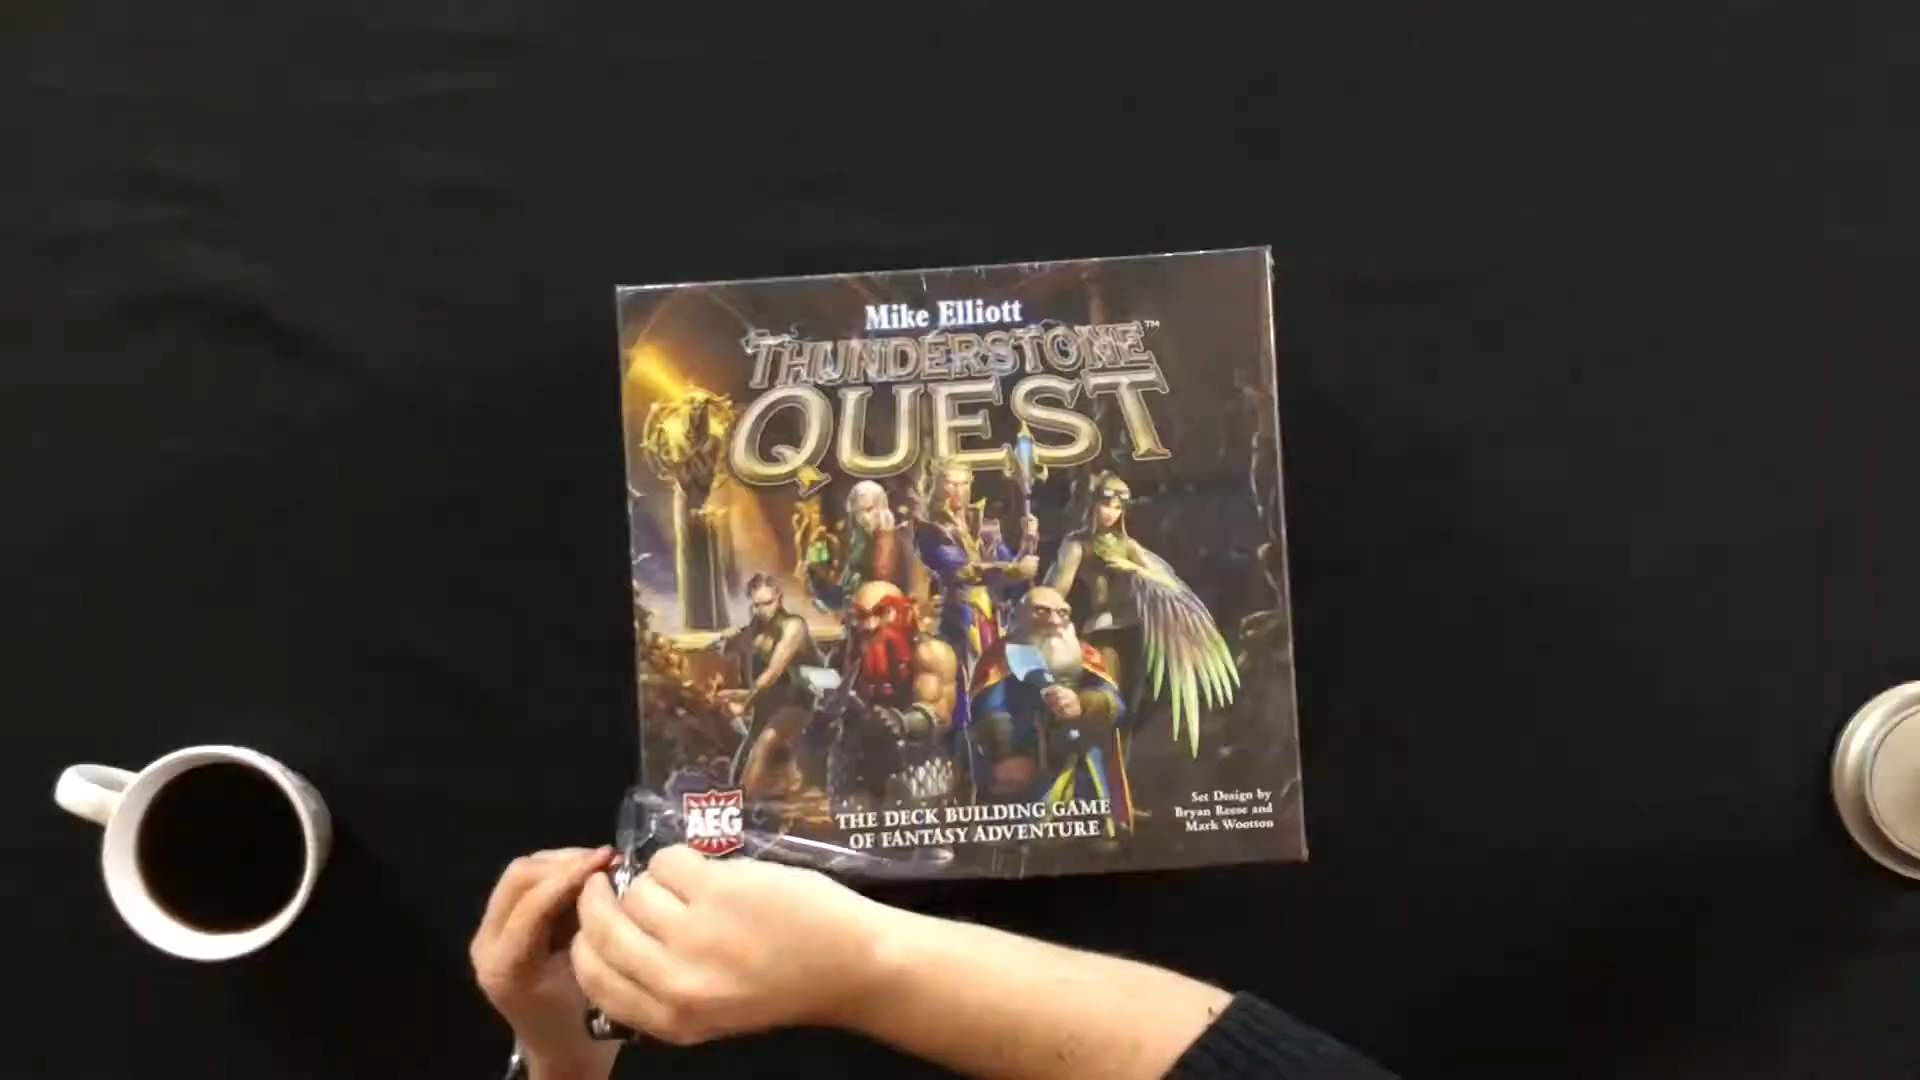 Mike Elliott
THUNDERSTONE™
QUEST
AEG
THE DECK BUILDING GAME
OF FANTASY ADVENTURE
Set Design by
Bryan Reese and
Mark Wootton